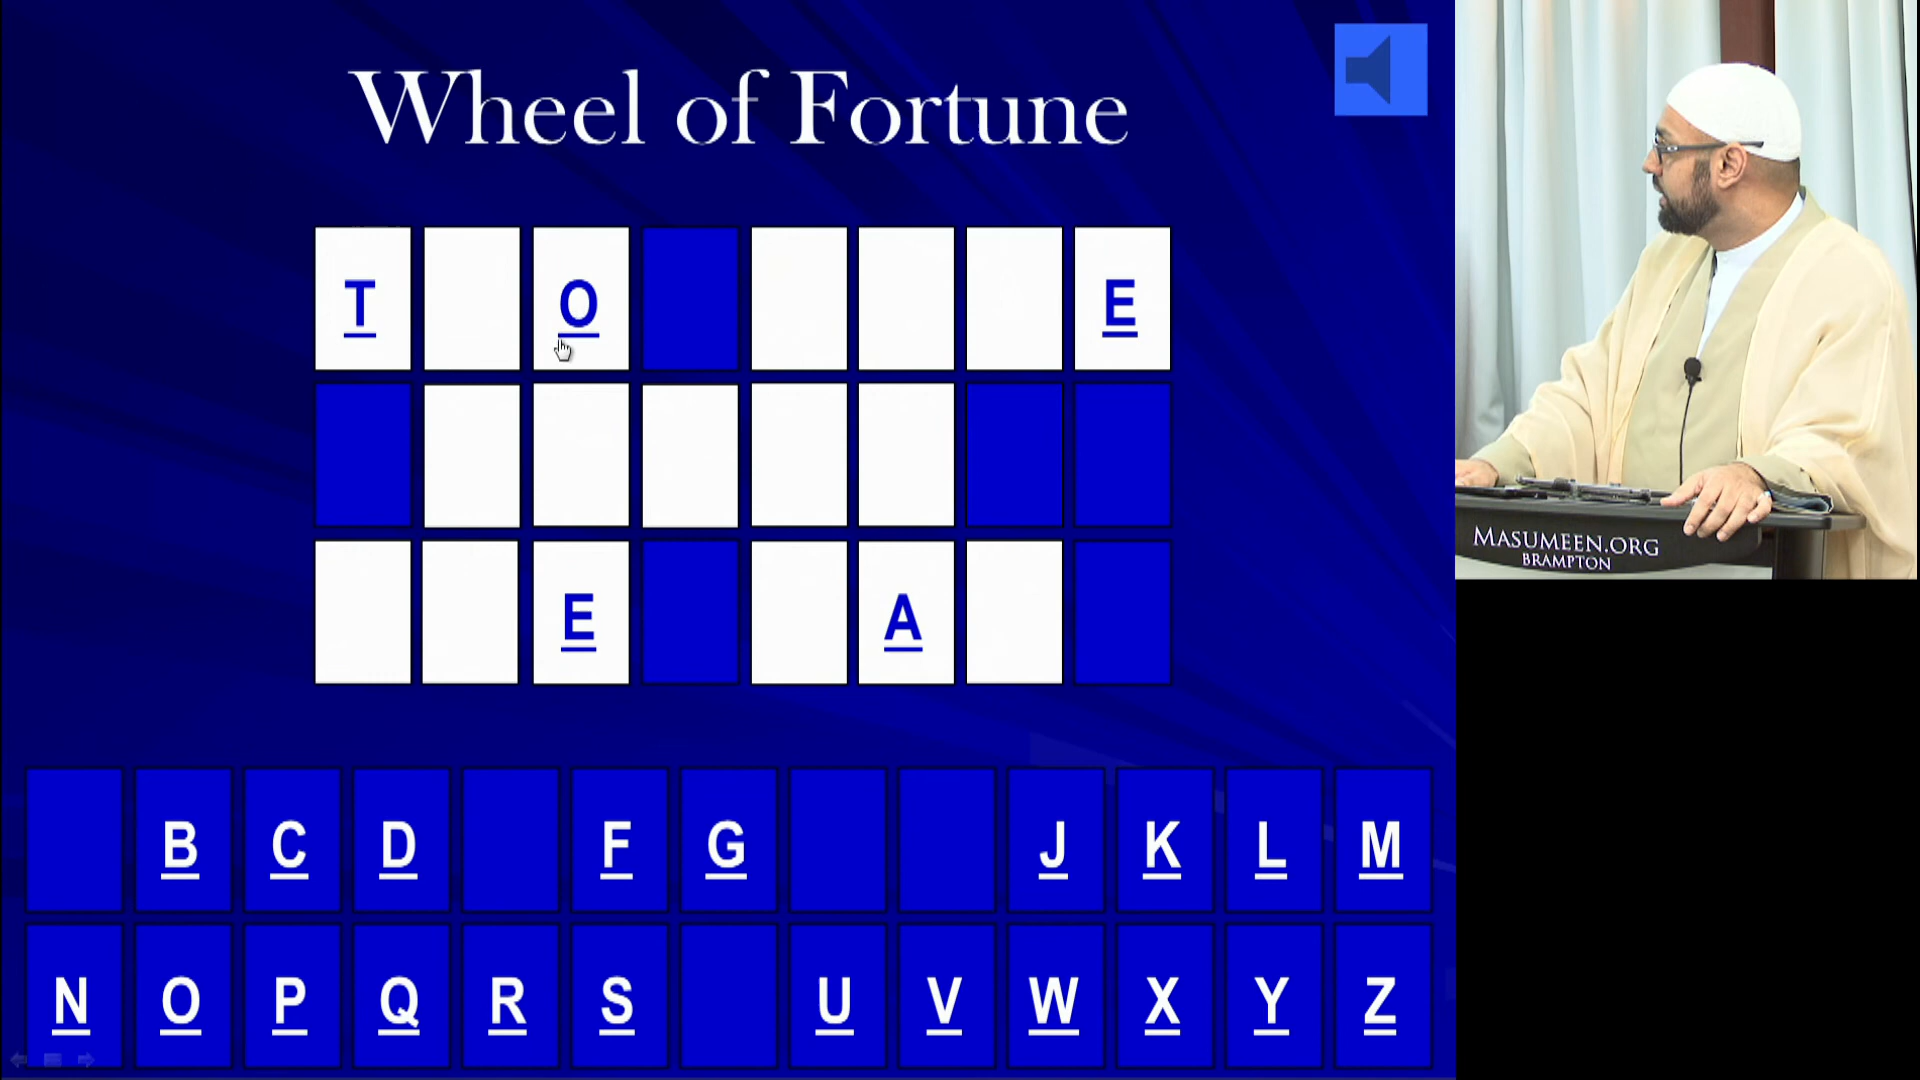 Wheel of Fortune
T O E
E A
B C D F G J K L M
N O P Q R S U V W X Y Z
MASUMEEN.ORG
BRAMPTON